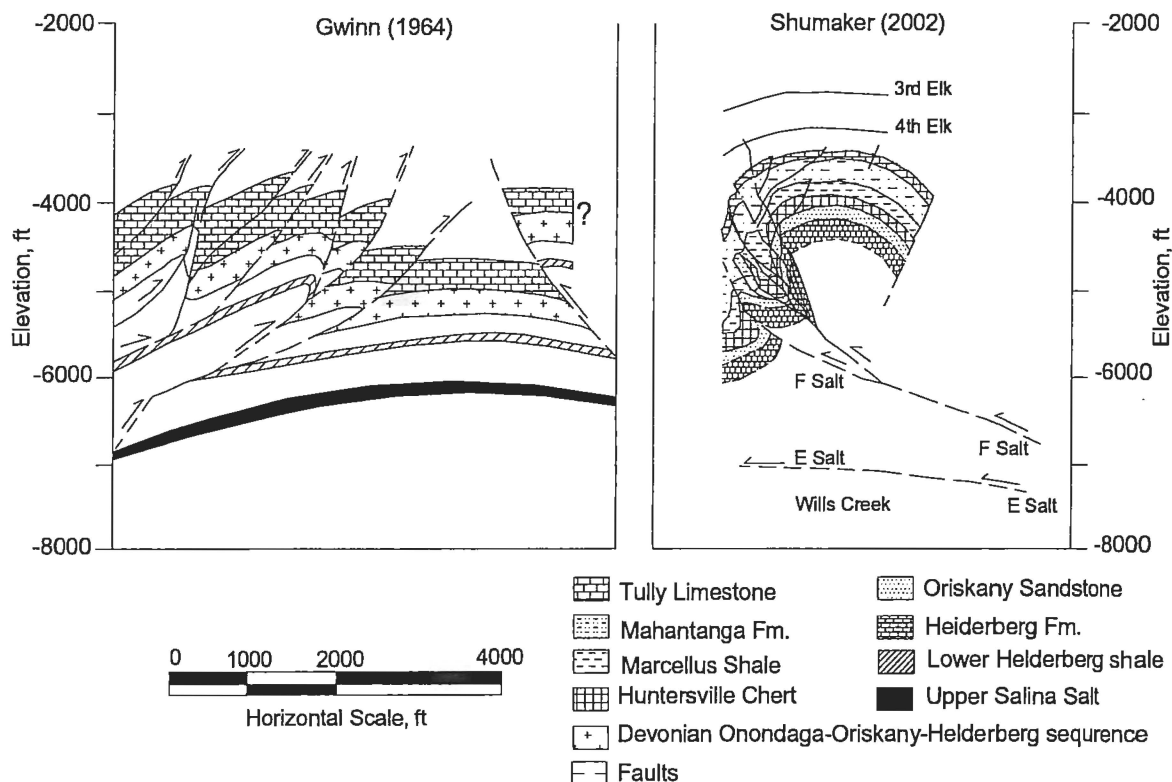 Gwinn (1964)
Shumaker (2002)
-2000
-4000
-6000
-8000
Elevation, ft
?
3rd Elk
4th Elk
F Salt
F Salt
E Salt
E Salt
Wills Creek
-2000
-4000
-6000
-8000
Elevation, ft
0 1000 2000 4000
Horizontal Scale, ft
Tully Limestone
Mahantanga Fm.
Marcellus Shale
Huntersville Chert
Oriskany Sandstone
Heiderberg Fm.
Lower Helderberg shale
Upper Salina Salt
Devonian Onondaga-Oriskany-Helderberg sequrence
Faults